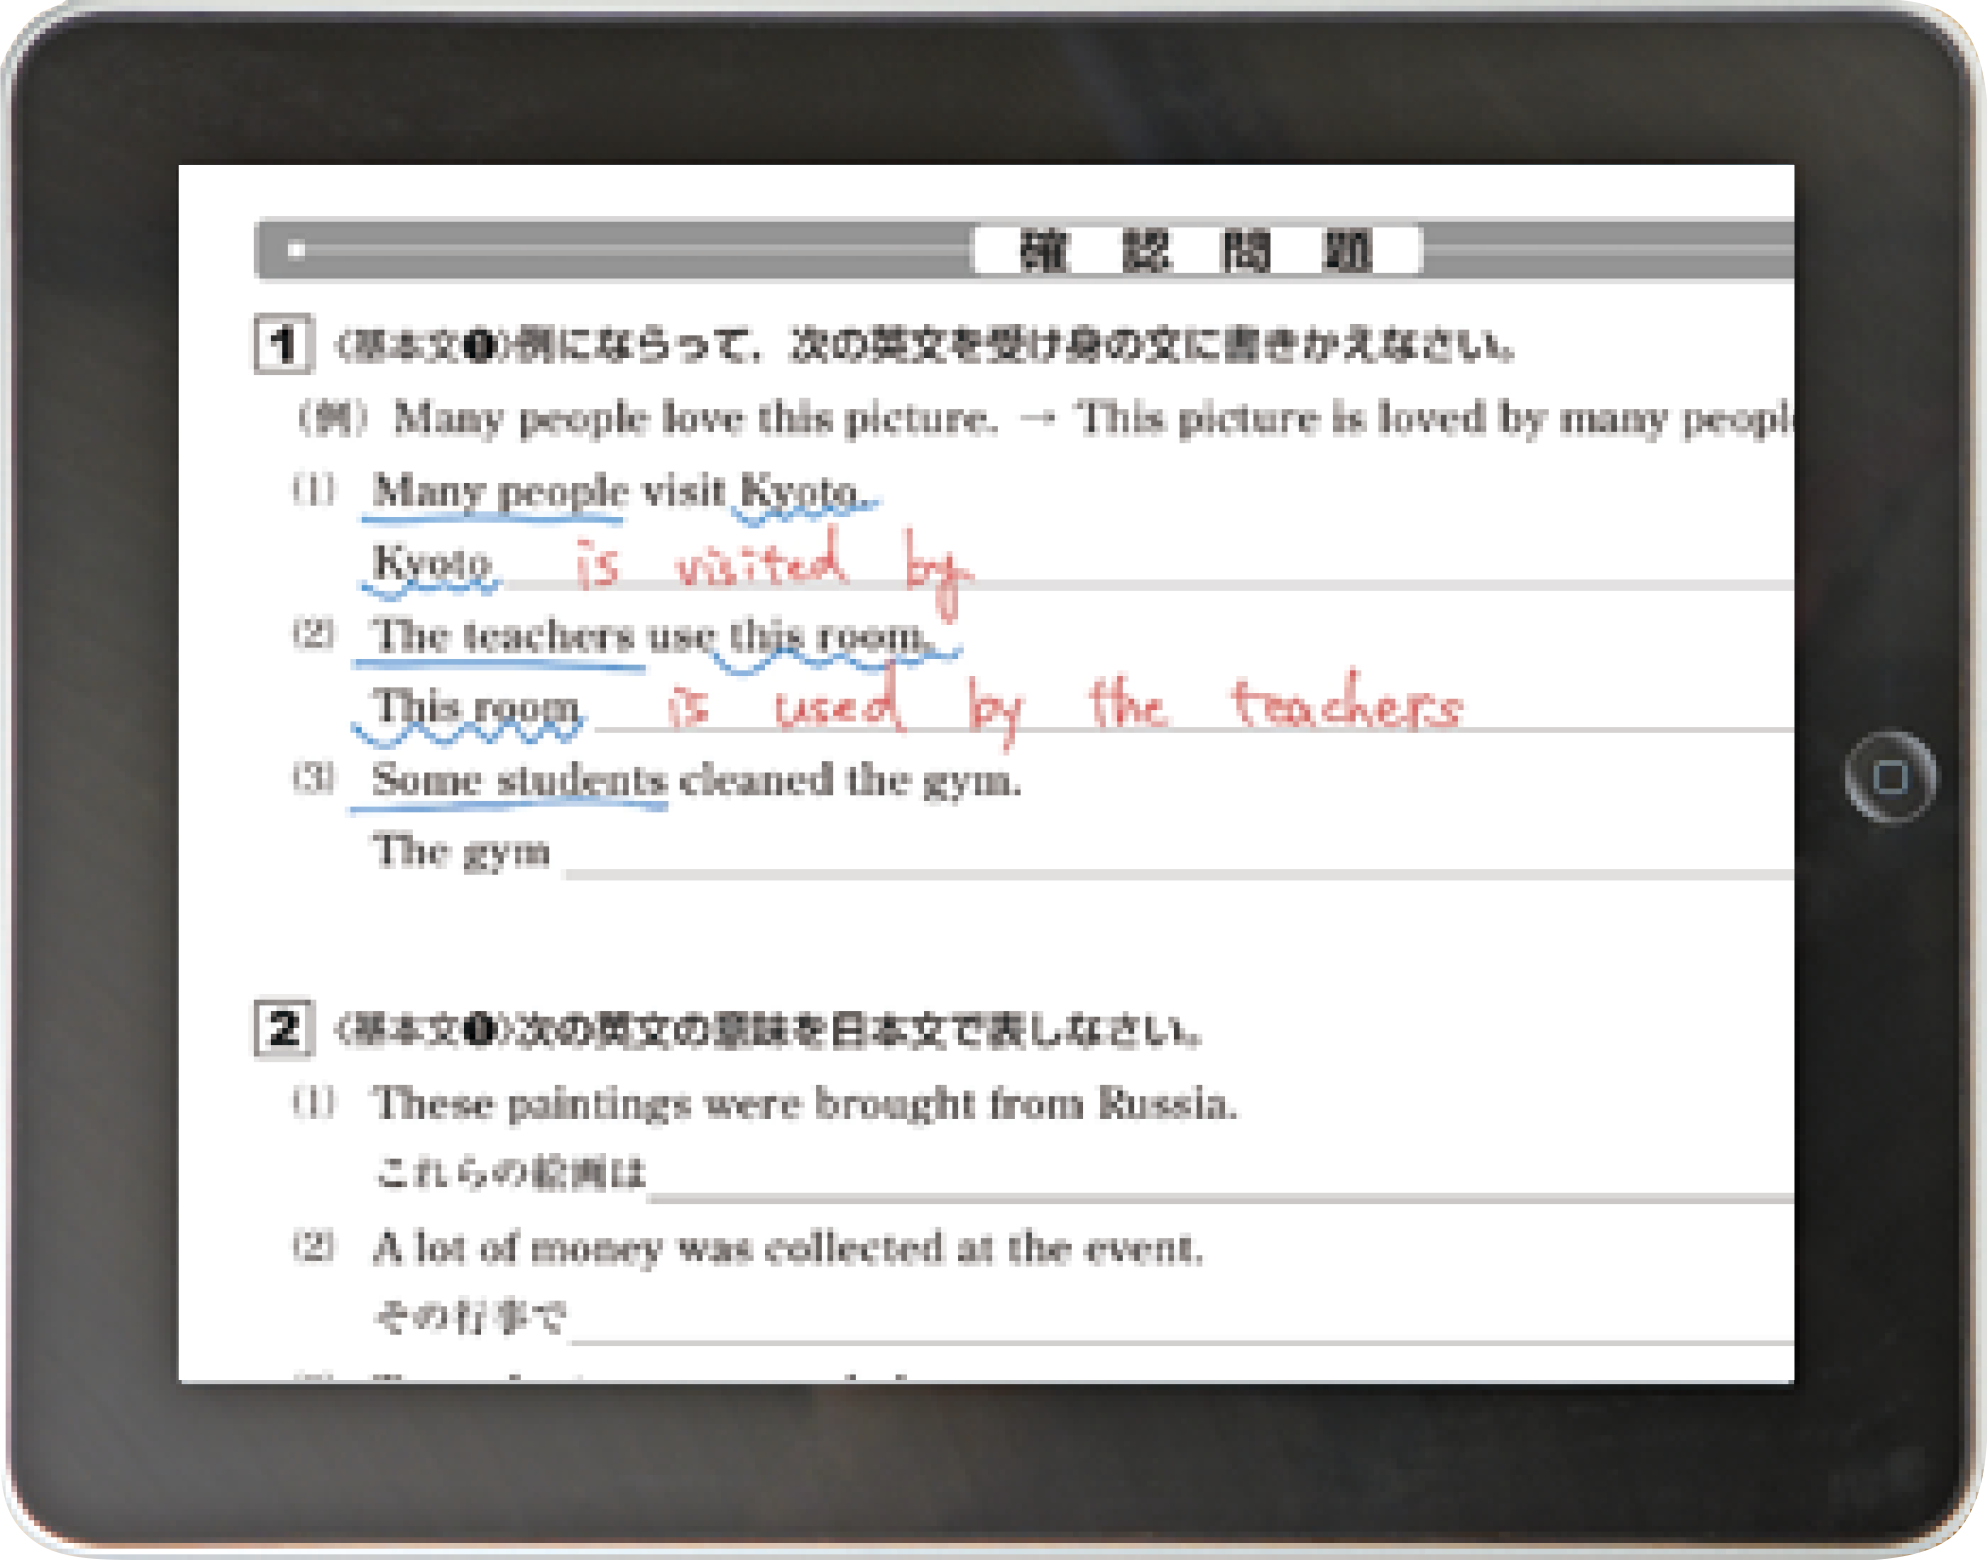 確認問題
1 〈基本文❶〉例にならって，次の英文を受け身の文に書きかえなさい。
(例) Many people love this picture. → This picture is loved by many peopl
(1) Many people visit Kyoto.
Kyoto is visited by
(2) The teachers use this room.
This room is used by the teachers
(3) Some students cleaned the gym.
The gym
2 〈基本文❶〉次の英文の意味を日本文で表しなさい。
(1) These paintings were brought from Russia.
これらの絵画は
(2) A lot of money was collected at the event.
その行事で